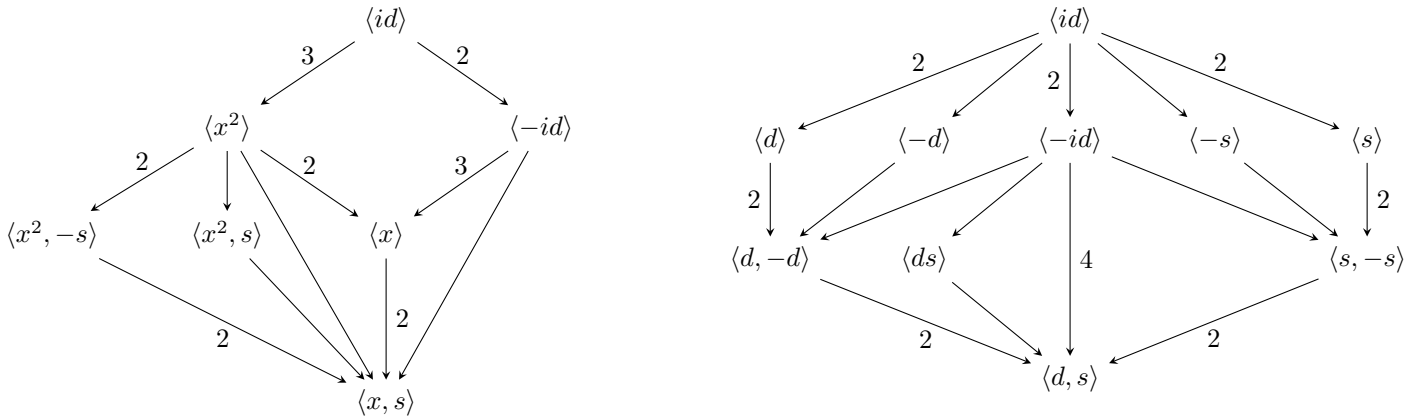 ⟨id⟩ ⟨id⟩
3 2 2 2 2
⟨x²⟩ ⟨−id⟩ ⟨d⟩ ⟨−d⟩ ⟨−id⟩ ⟨−s⟩ ⟨s⟩
2 2 3 2 2
⟨x², −s⟩ ⟨x², s⟩ ⟨x⟩ ⟨d, −d⟩ ⟨ds⟩ 4 ⟨s, −s⟩
2 2 2 2
⟨x, s⟩ ⟨d, s⟩